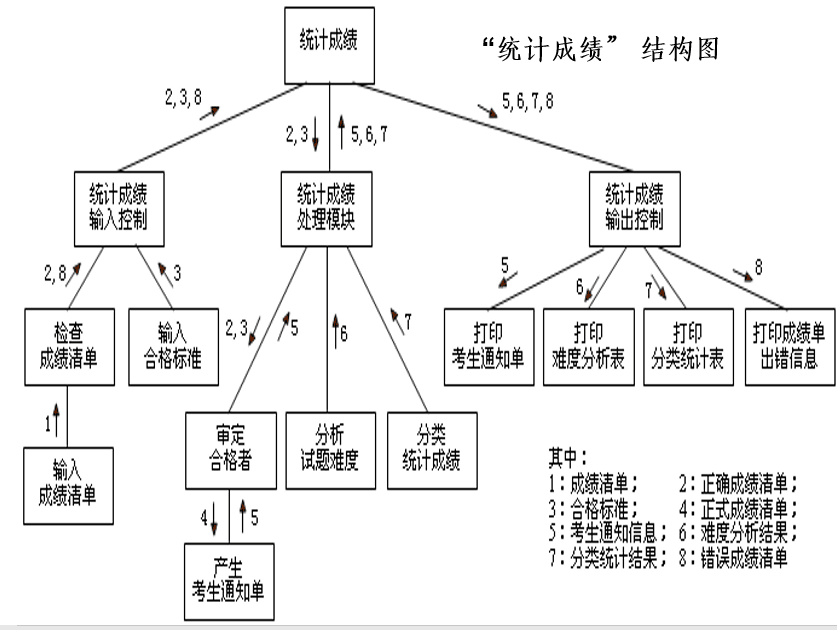 统计成绩
“统计成绩” 结构图
2,3,8
5,6,7,8
2,3
5,6,7
统计成绩
输入控制
统计成绩
处理模块
统计成绩
输出控制
2,8
3
5
6
7
8
检查
成绩清单
输入
合格标准
2,3
5
6
7
打印
考生通知单
打印
难度分析表
打印
分类统计表
打印成绩单
出错信息
1
输入
成绩清单
审定
合格者
分析
试题难度
分类
统计成绩
4
5
产生
考生通知单
其中：
1：成绩清单； 2：正确成绩清单；
3：合格标准； 4：正式成绩清单；
5：考生通知信息； 6：难度分析结果；
7：分类统计结果； 8：错误成绩清单